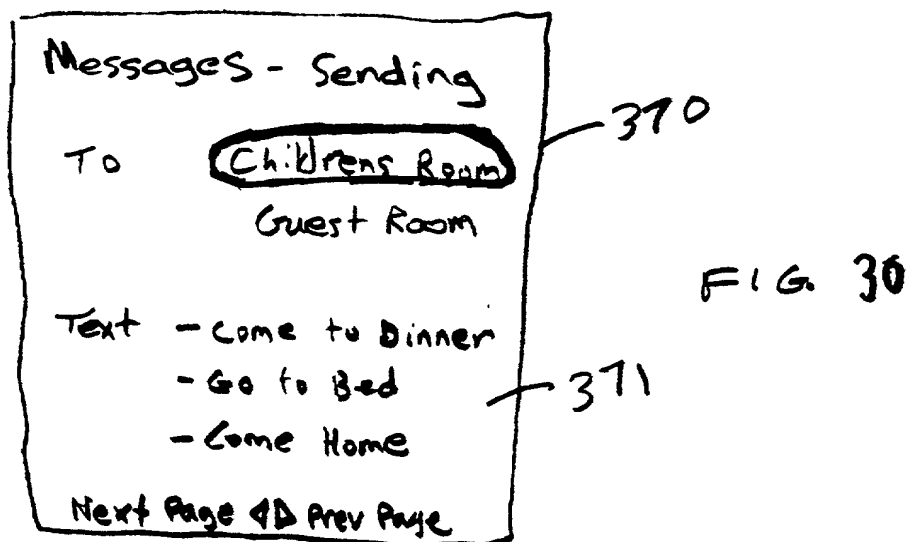 Messages - Sending
370
To Childrens Room
Guest Room
FIG. 30
Text - Come to Dinner
- Go to Bed
371
- Come Home
Next Page ◁▷ Prev Page